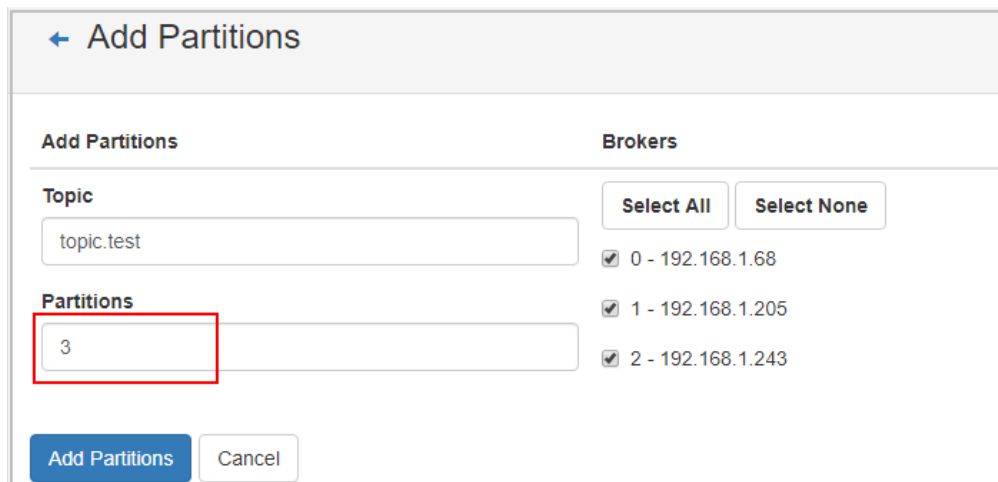 Add Partitions
Add Partitions
Brokers
Topic
Select All Select None
topic.test
0 - 192.168.1.68
Partitions
1 - 192.168.1.205
3
2 - 192.168.1.243
Add Partitions Cancel